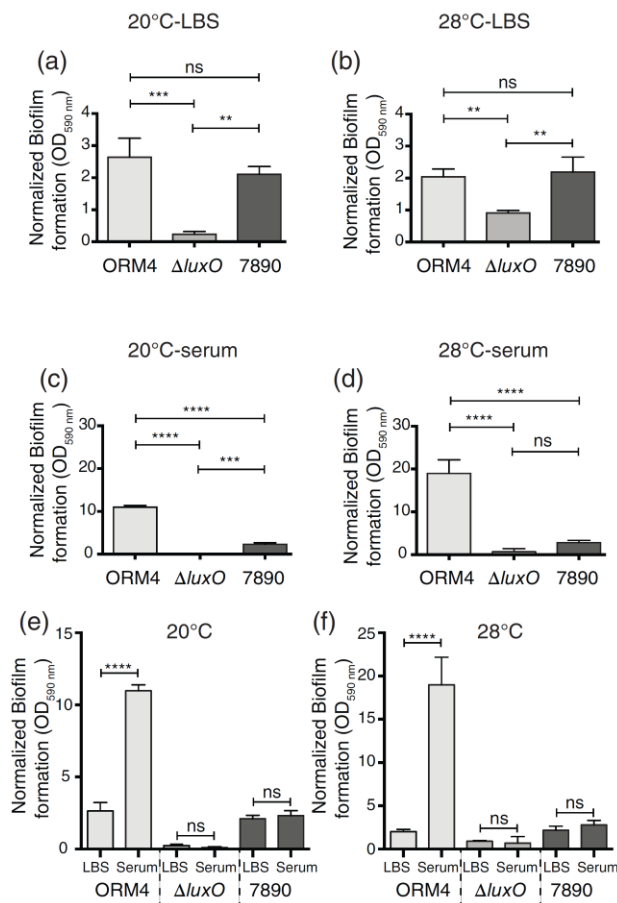 20°C-LBS
28°C-LBS
(a)
(b)
ns
***
**
Normalized Biofilm
formation (OD590 nm)
4
3
2
1
0
ORM4
ΔluxO
7890
ns
**
**
Normalized Biofilm
formation (OD590 nm)
4
3
2
1
0
ORM4
ΔluxO
7890
20°C-serum
28°C-serum
(c)
(d)
****
****
***
Normalized Biofilm
formation (OD590 nm)
30
20
10
0
ORM4
ΔluxO
7890
****
****
ns
Normalized Biofilm
formation (OD590 nm)
30
20
10
0
ORM4
ΔluxO
7890
(e)
20°C
(f)
28°C
****
ns
ns
Normalized Biofilm
formation (OD590 nm)
15
10
5
0
LBS Serum LBS Serum LBS Serum
ORM4
ΔluxO
7890
****
ns
ns
Normalized Biofilm
formation (OD590 nm)
25
20
15
10
5
0
LBS Serum LBS Serum LBS Serum
ORM4
ΔluxO
7890